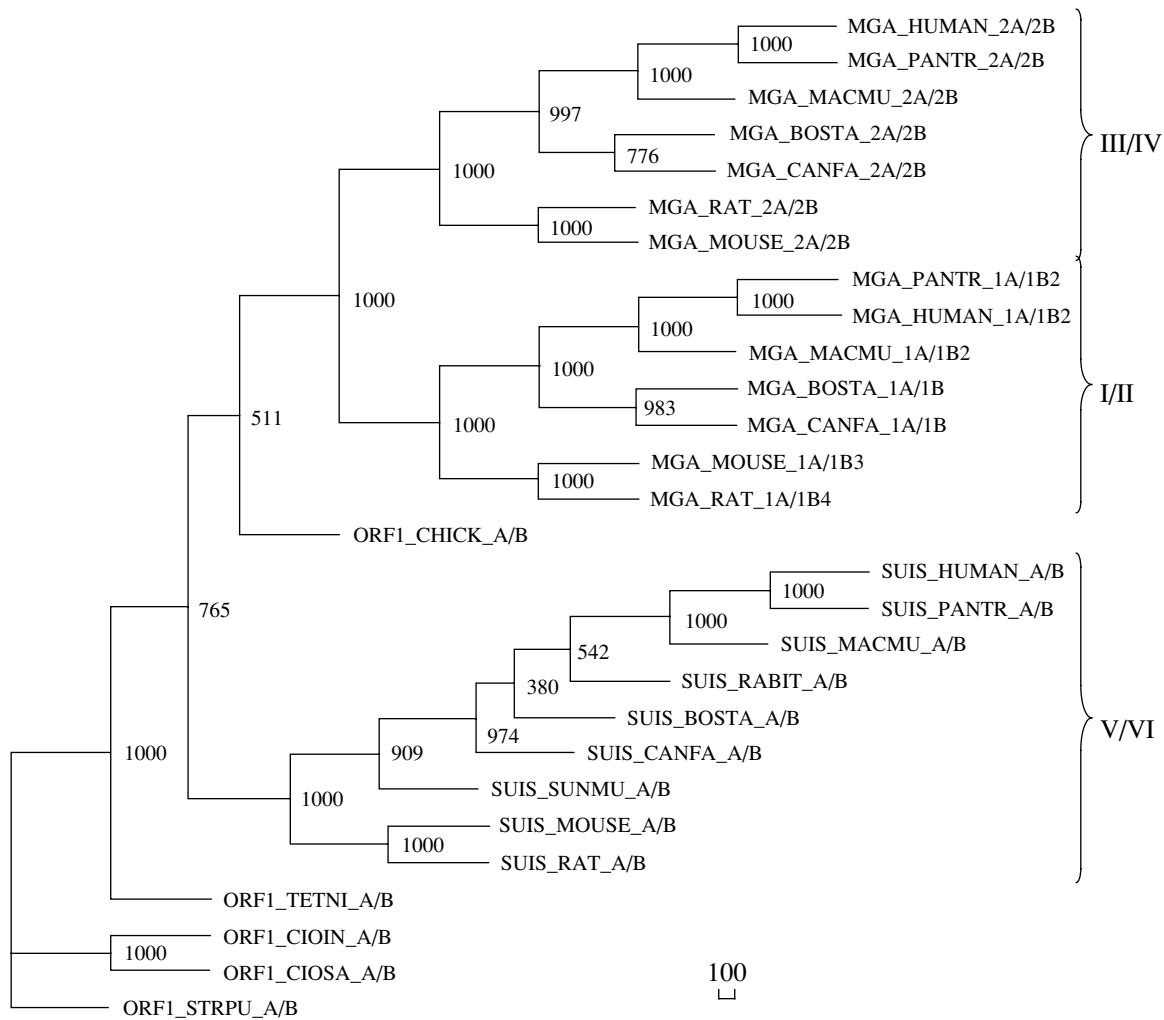 MGA_HUMAN_2A/2B
1000
MGA_PANTR_2A/2B
1000
MGA_MACMU_2A/2B
997
MGA_BOSTA_2A/2B
III/IV
776
1000
MGA_CANFA_2A/2B
MGA_RAT_2A/2B
1000
MGA_MOUSE_2A/2B
MGA_PANTR_1A/1B2
1000
1000
MGA_HUMAN_1A/1B2
1000
MGA_MACMU_1A/1B2
1000
MGA_BOSTA_1A/1B
I/II
983
511
1000
MGA_CANFA_1A/1B
MGA_MOUSE_1A/1B3
1000
MGA_RAT_1A/1B4
ORF1_CHICK_A/B
SUIS_HUMAN_A/B
1000
765
SUIS_PANTR_A/B
1000
SUIS_MACMU_A/B
542
SUIS_RABIT_A/B
380
SUIS_BOSTA_A/B
V/VI
974
1000
909
SUIS_CANFA_A/B
SUIS_SUNMU_A/B
1000
SUIS_MOUSE_A/B
1000
SUIS_RAT_A/B
ORF1_TETNI_A/B
ORF1_CIOIN_A/B
1000
ORF1_CIOSA_A/B
100
ORF1_STRPU_A/B